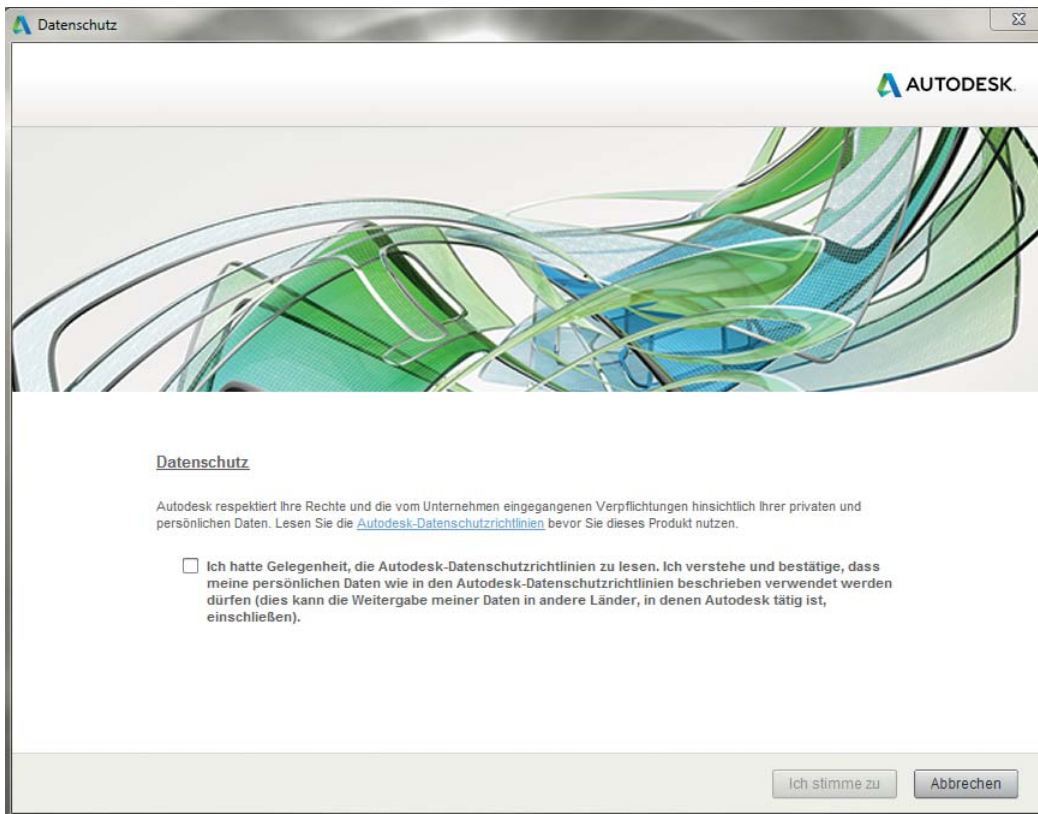 Datenschutz
AUTODESK.
Datenschutz
Autodesk respektiert Ihre Rechte und die vom Unternehmen eingegangenen Verpflichtungen hinsichtlich Ihrer privaten und
persönlichen Daten. Lesen Sie die Autodesk-Datenschutzrichtlinien bevor Sie dieses Produkt nutzen.
Ich hatte Gelegenheit, die Autodesk-Datenschutzrichtlinien zu lesen. Ich verstehe und bestätige, dass
meine persönlichen Daten wie in den Autodesk-Datenschutzrichtlinien beschrieben verwendet werden
dürfen (dies kann die Weitergabe meiner Daten in andere Länder, in denen Autodesk tätig ist,
einschließen).
Ich stimme zu Abbrechen